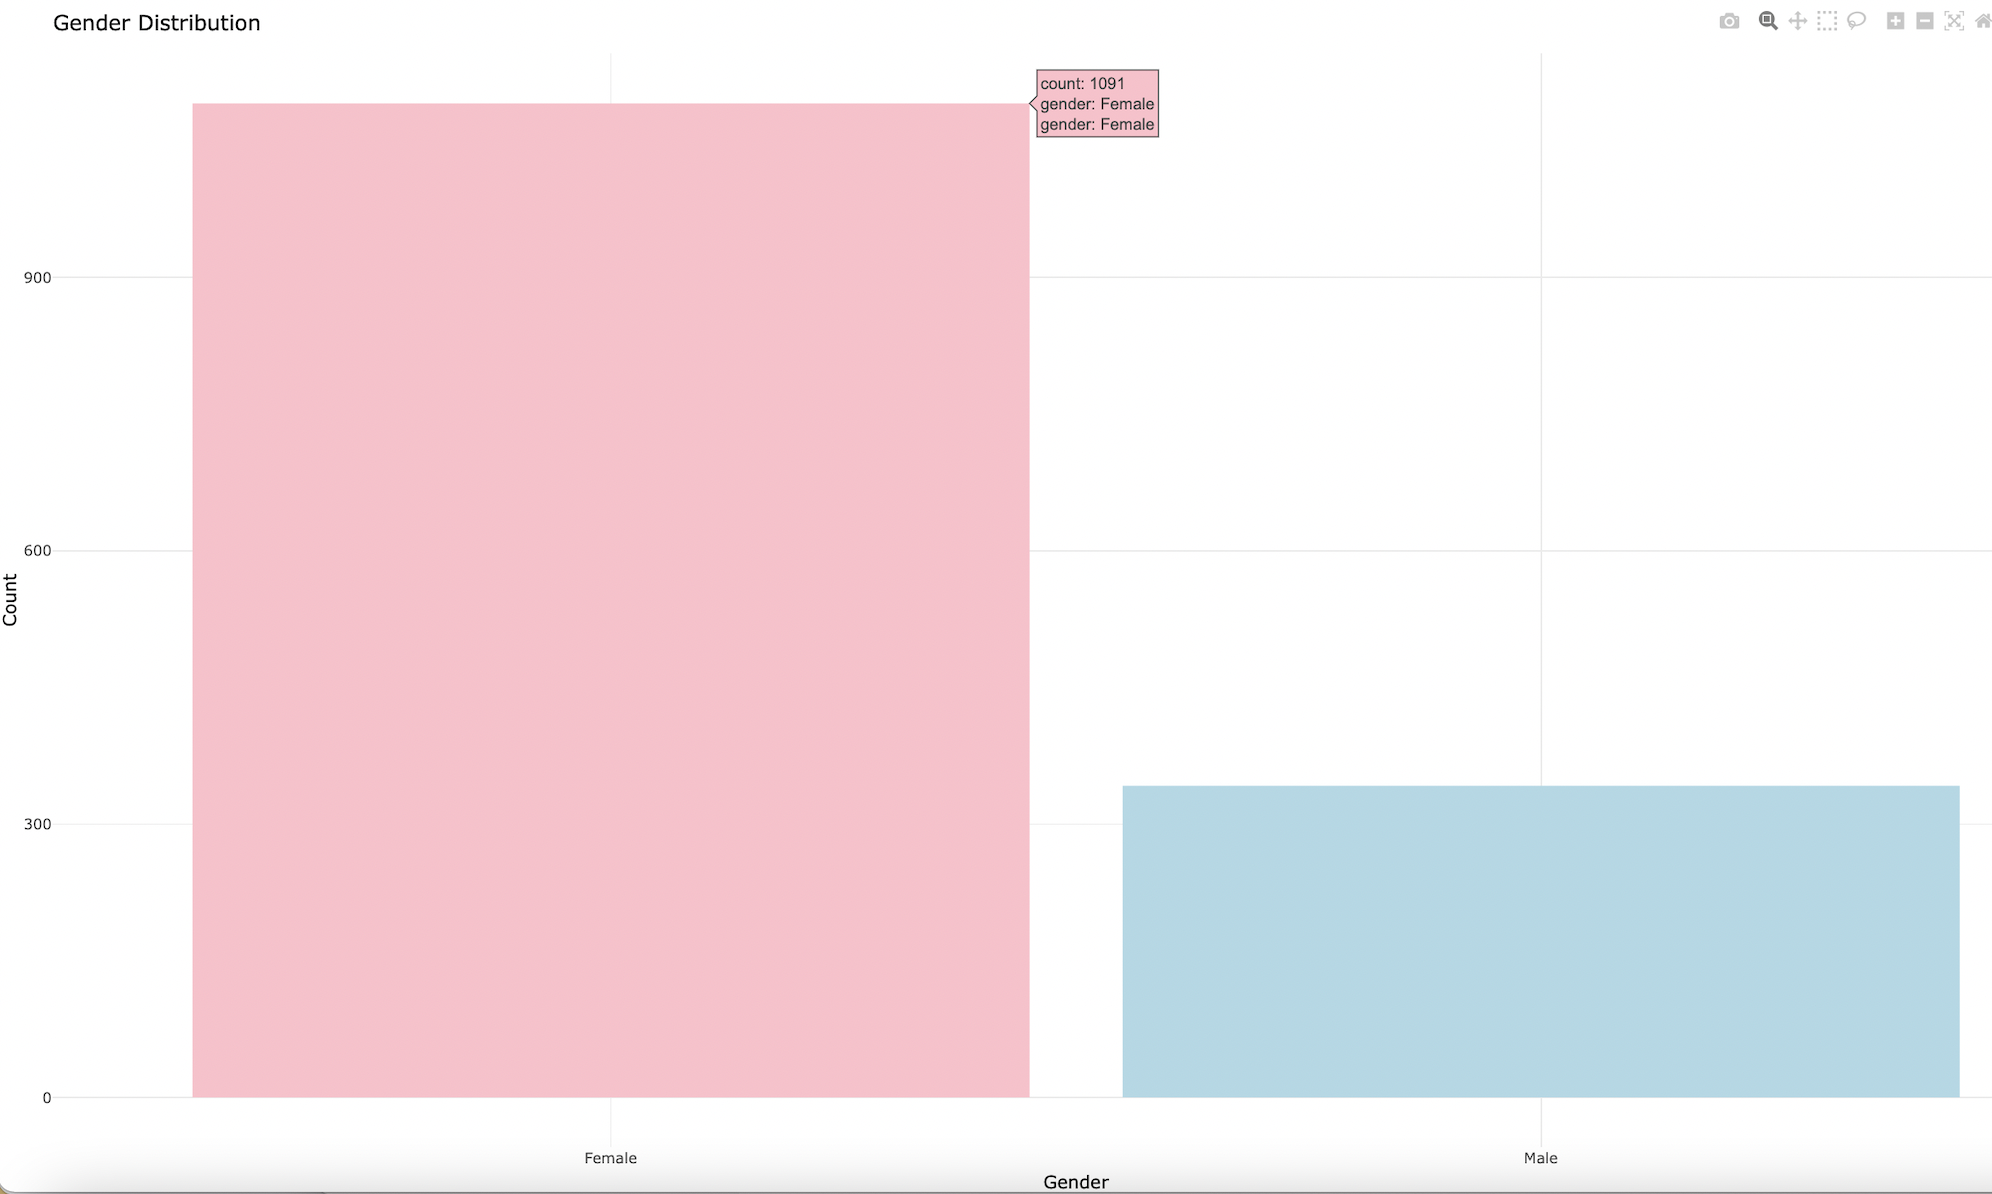 Gender Distribution
count: 1091
gender: Female
gender: Female
900
600
300
0
Count
Female
Male
Gender